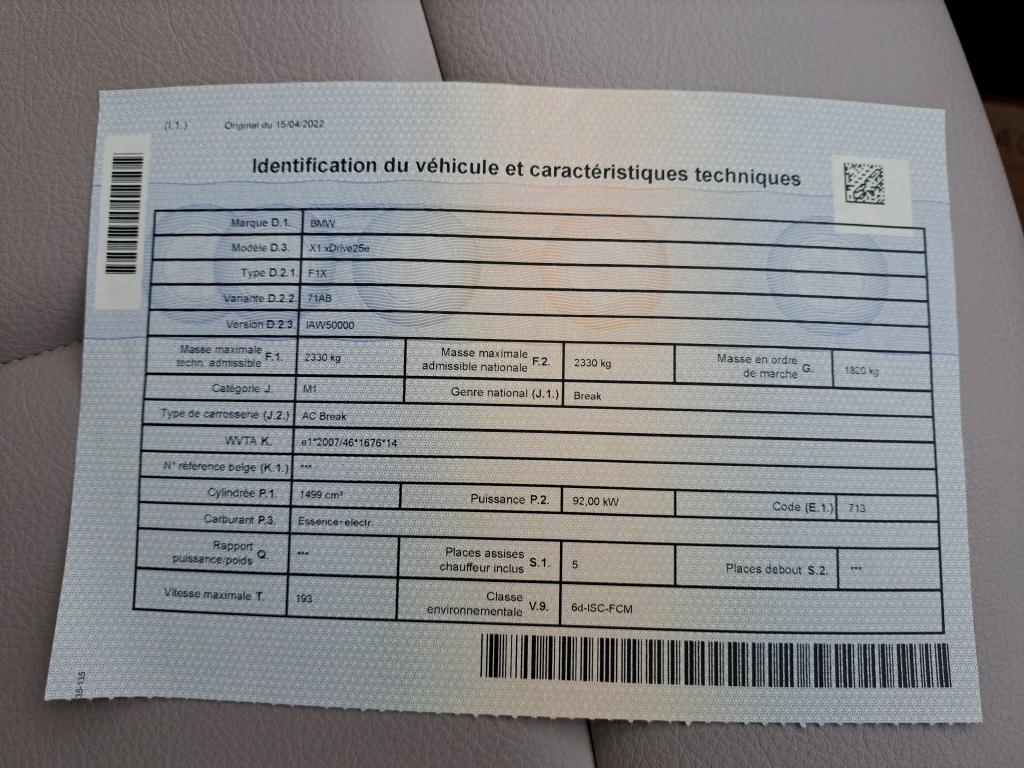 (I.1.) Original du 15/04/2022
Identification du véhicule et caractéristiques techniques
Marque D.1. BMW
Modèle D.3. X1 xDrive25e
Type D.2.1. F1X
Variante D.2.2. 71AB
Version D.2.3. IAW50000
Masse maximale techn. admissible F.1. 2330 kg Masse maximale admissible nationale F.2. 2330 kg Masse en ordre de marche G. 1820 kg
Catégorie J. M1 Genre national (J.1.) Break
Type de carrosserie (J.2.) AC Break
WVTA K. e1*2007/46*1676*14
N° référence belge (K.1.) ***
Cylindrée P.1. 1499 cm³ Puissance P.2. 92,00 kW Code (E.1.) 713
Carburant P.3. Essence+electr.
Rapport puissance/poids Q. *** Places assises chauffeur inclus S.1. 5 Places debout S.2. ***
Vitesse maximale T. 193 Classe environnementale V.9. 6d-ISC-FCM